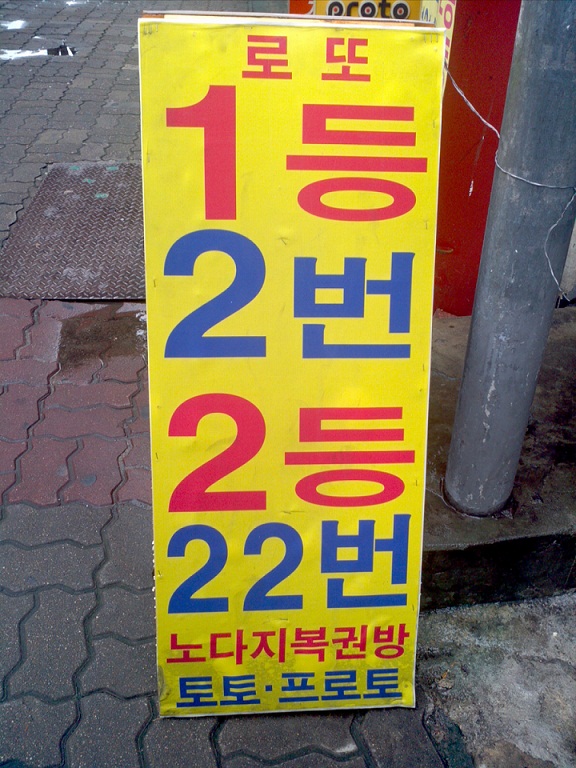 proto
로또
1등
2번
2등
22번
노다지복권방
토토·프로토